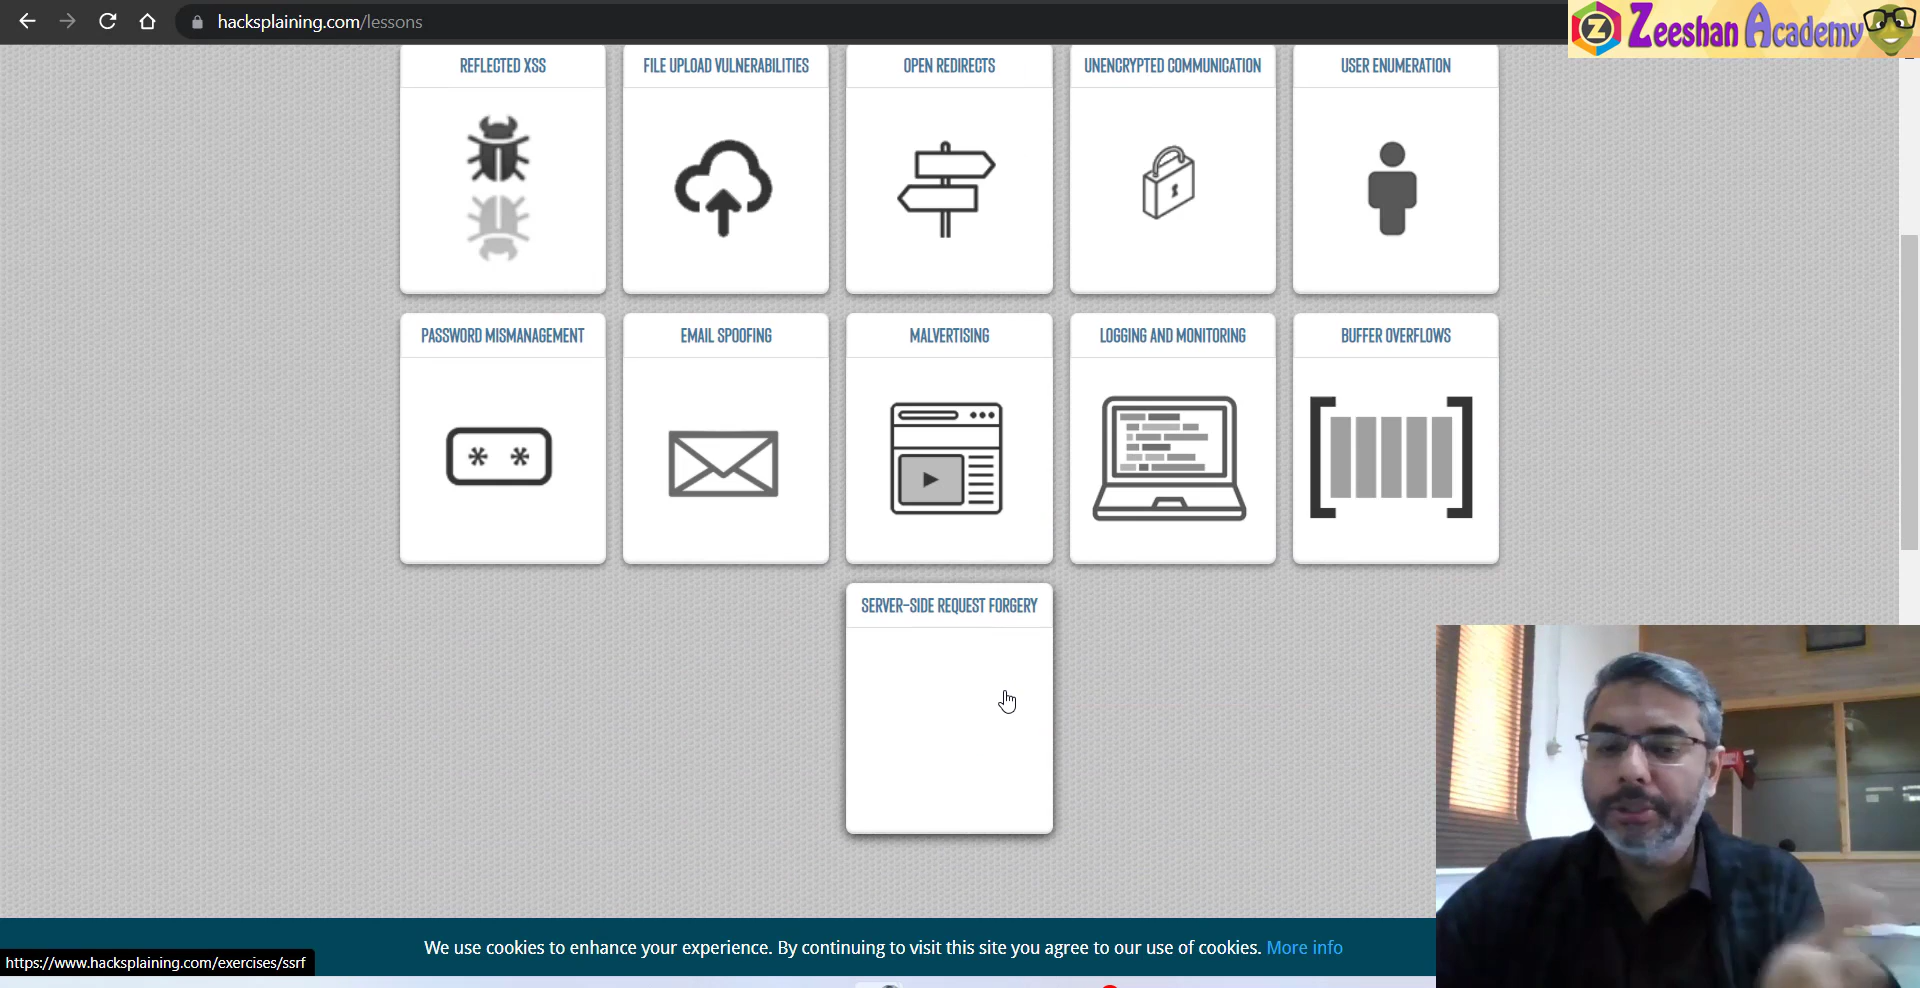 hacksplaining.com/lessons
Zeeshan Academy
REFLECTED XSS
FILE UPLOAD VULNERABILITIES
OPEN REDIRECTS
UNENCRYPTED COMMUNICATION
USER ENUMERATION
PASSWORD MISMANAGEMENT
EMAIL SPOOFING
MALVERTISING
LOGGING AND MONITORING
BUFFER OVERFLOWS
* *
SERVER-SIDE REQUEST FORGERY
We use cookies to enhance your experience. By continuing to visit this site you agree to our use of cookies. More info
https://www.hacksplaining.com/exercises/ssrf